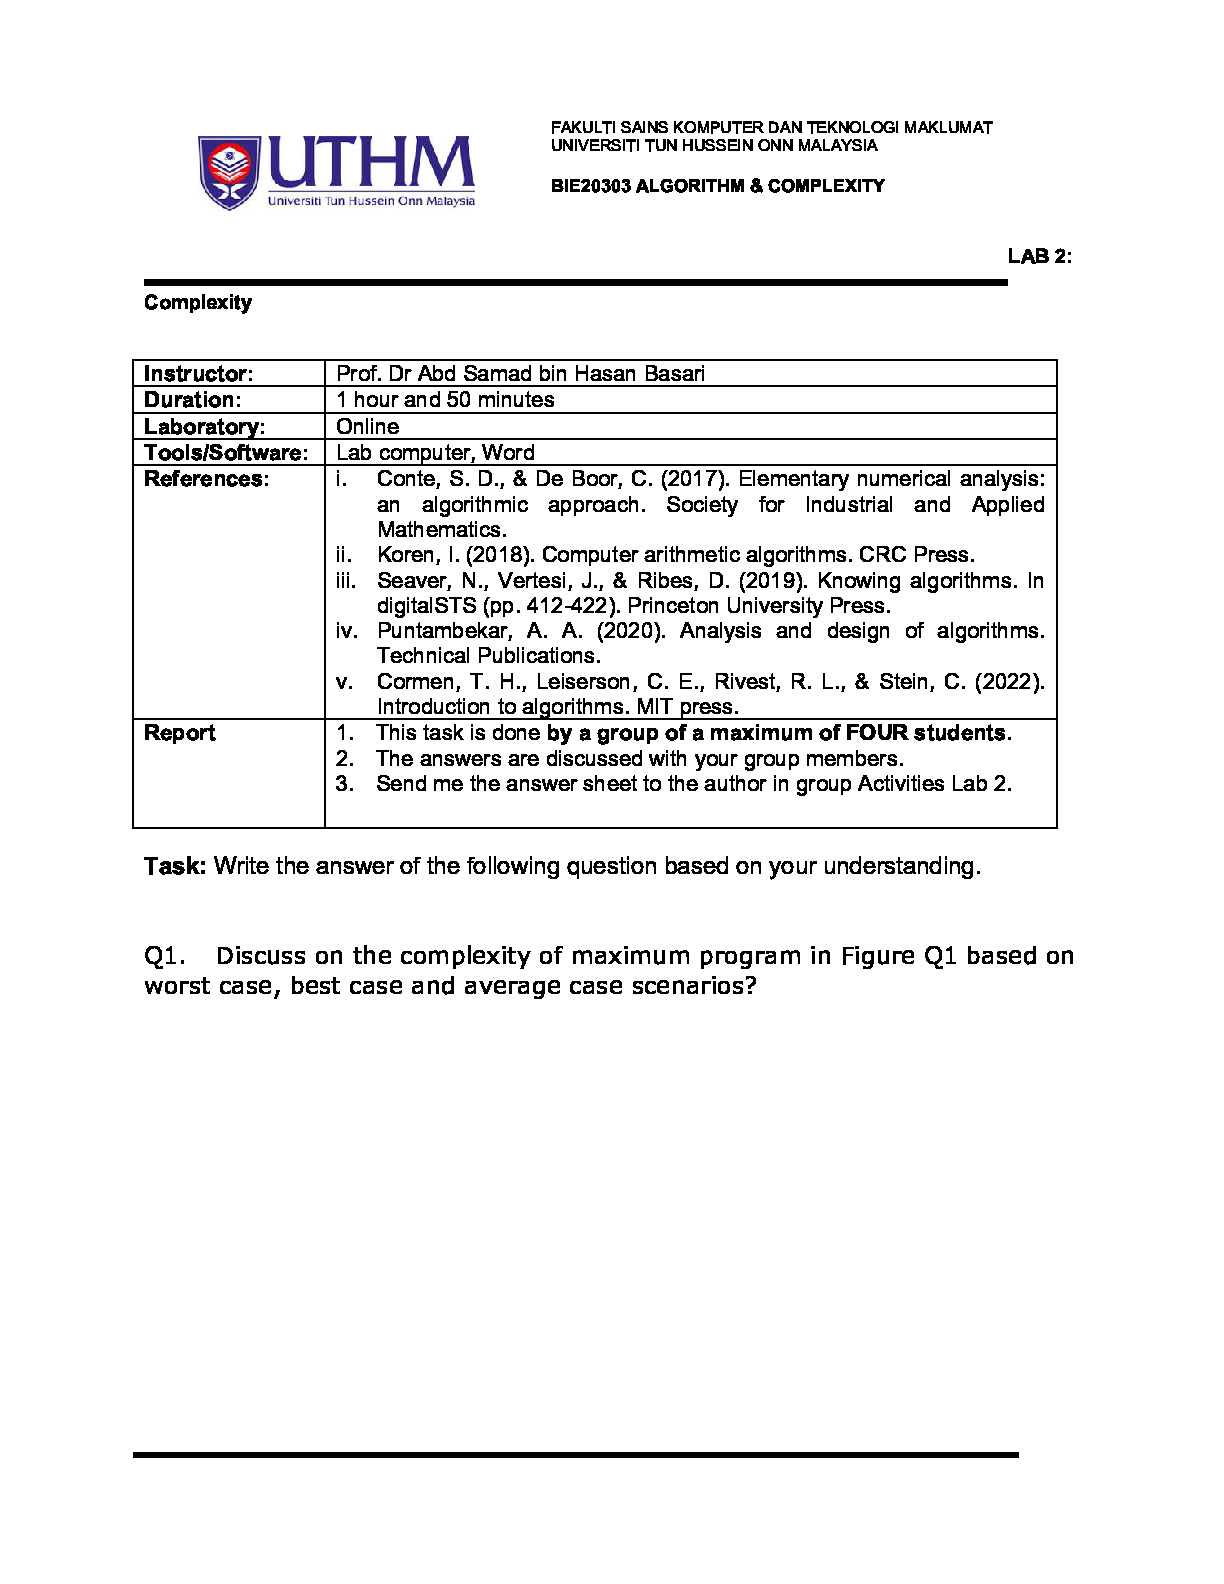 UTHM
Universiti Tun Hussein Onn Malaysia
FAKULTI SAINS KOMPUTER DAN TEKNOLOGI MAKLUMAT
UNIVERSITI TUN HUSSEIN ONN MALAYSIA
BIE20303 ALGORITHM & COMPLEXITY
LAB 2:
Complexity
Instructor: Prof. Dr Abd Samad bin Hasan Basari
Duration: 1 hour and 50 minutes
Laboratory: Online
Tools/Software: Lab computer, Word
References: i. Conte, S. D., & De Boor, C. (2017). Elementary numerical analysis:
an algorithmic approach. Society for Industrial and Applied
Mathematics.
ii. Koren, I. (2018). Computer arithmetic algorithms. CRC Press.
iii. Seaver, N., Vertesi, J., & Ribes, D. (2019). Knowing algorithms. In
digitalSTS (pp. 412-422). Princeton University Press.
iv. Puntambekar, A. A. (2020). Analysis and design of algorithms.
Technical Publications.
v. Cormen, T. H., Leiserson, C. E., Rivest, R. L., & Stein, C. (2022).
Introduction to algorithms. MIT press.
Report 1. This task is done by a group of a maximum of FOUR students.
2. The answers are discussed with your group members.
3. Send me the answer sheet to the author in group Activities Lab 2.
Task: Write the answer of the following question based on your understanding.
Q1. Discuss on the complexity of maximum program in Figure Q1 based on
worst case, best case and average case scenarios?